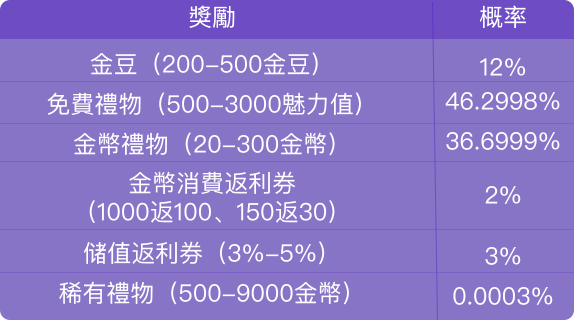 獎勵 概率
金豆（200-500金豆） 12%
免費禮物（500-3000魅力值） 46.2998%
金幣禮物（20-300金幣） 36.6999%
金幣消費返利券
（1000返100、150返30） 2%
储值返利券（3%-5%） 3%
稀有禮物（500-9000金幣） 0.0003%